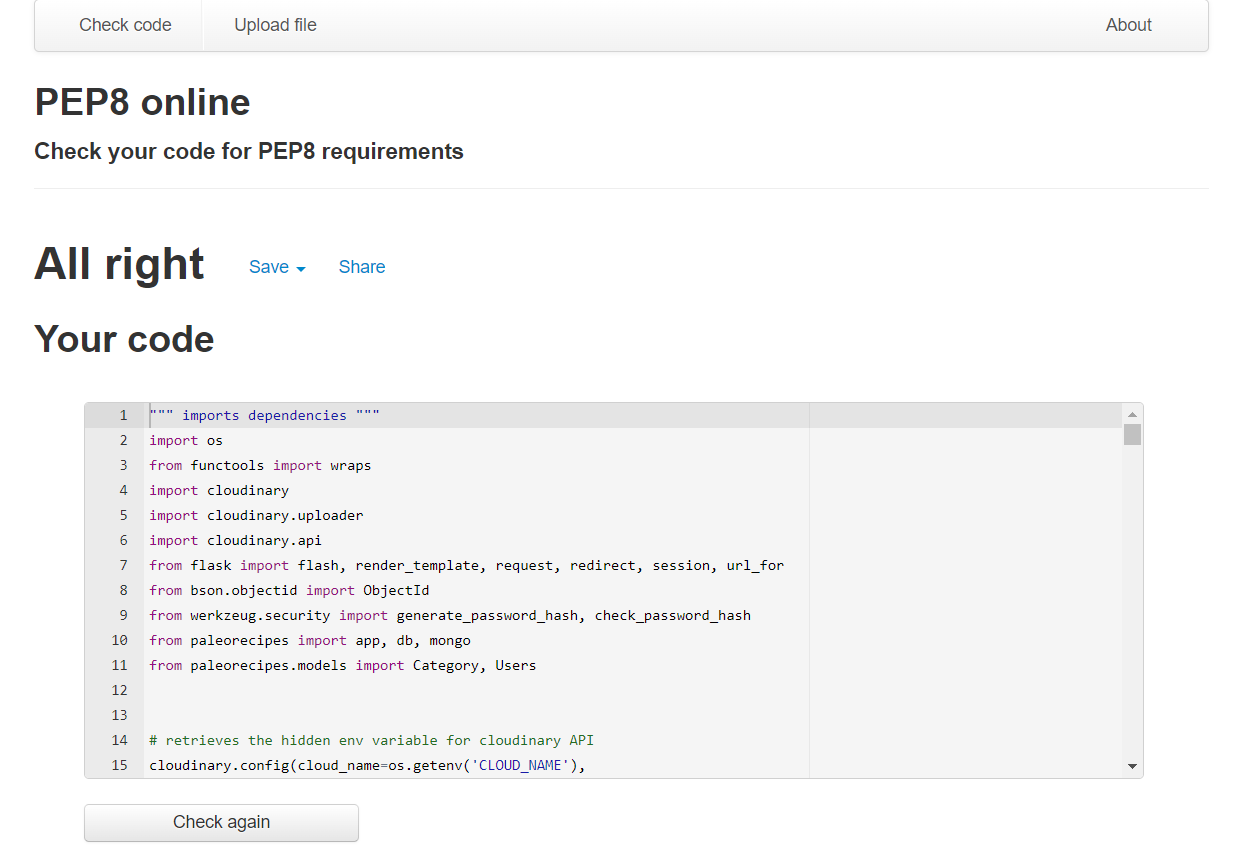 Check code Upload file About
PEP8 online
Check your code for PEP8 requirements
All right Save Share
Your code
1 """ imports dependencies """
2 import os
3 from functools import wraps
4 import cloudinary
5 import cloudinary.uploader
6 import cloudinary.api
7 from flask import flash, render_template, request, redirect, session, url_for
8 from bson.objectid import ObjectId
9 from werkzeug.security import generate_password_hash, check_password_hash
10 from paleorecipes import app, db, mongo
11 from paleorecipes.models import Category, Users
12
13
14 # retrieves the hidden env variable for cloudinary API
15 cloudinary.config(cloud_name=os.getenv('CLOUD_NAME'),
Check again